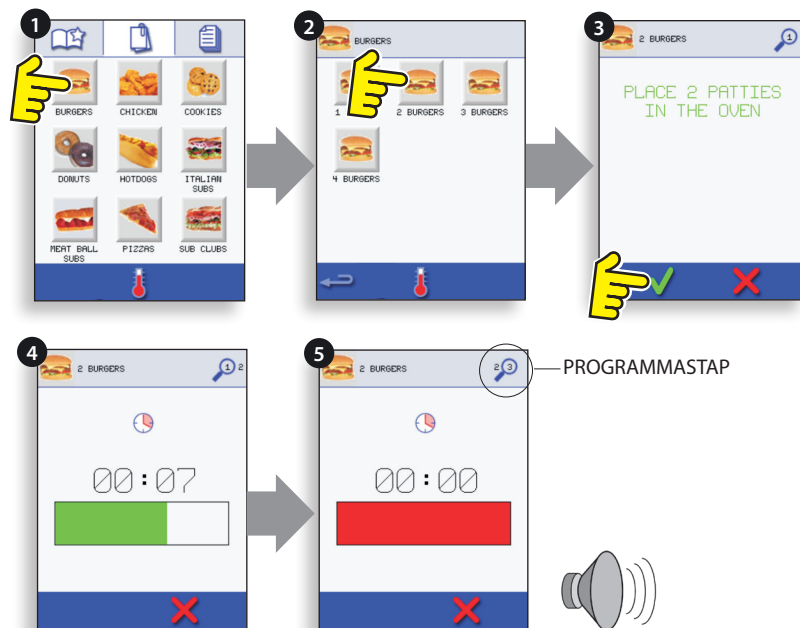 1
BURGERS
CHICKEN
COOKIES
DONUTS
HOTDOGS
ITALIAN
SUBS
MEAT BALL
SUBS
PIZZAS
SUB CLUBS
2
BURGERS
1
2 BURGERS
3 BURGERS
4 BURGERS
3
2 BURGERS
1
PLACE 2 PATTIES
IN THE OVEN
4
2 BURGERS
1 2
00:07
5
2 BURGERS
2 3
PROGRAMMASTAP
00:00